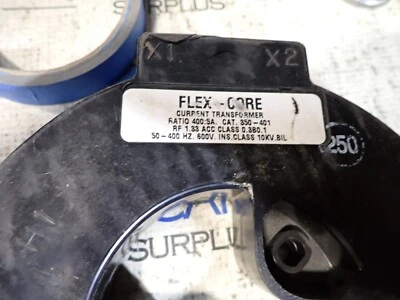 SURPLUS
X1 X2
FLEX-CORE
CURRENT TRANSFORMER
RATIO 400:5A. CAT. 350-401
RF 1.33 ACC CLASS 0.3B0.1
50-400 HZ. 600V. INS.CLASS 10KV.BIL
250
SURPLUS